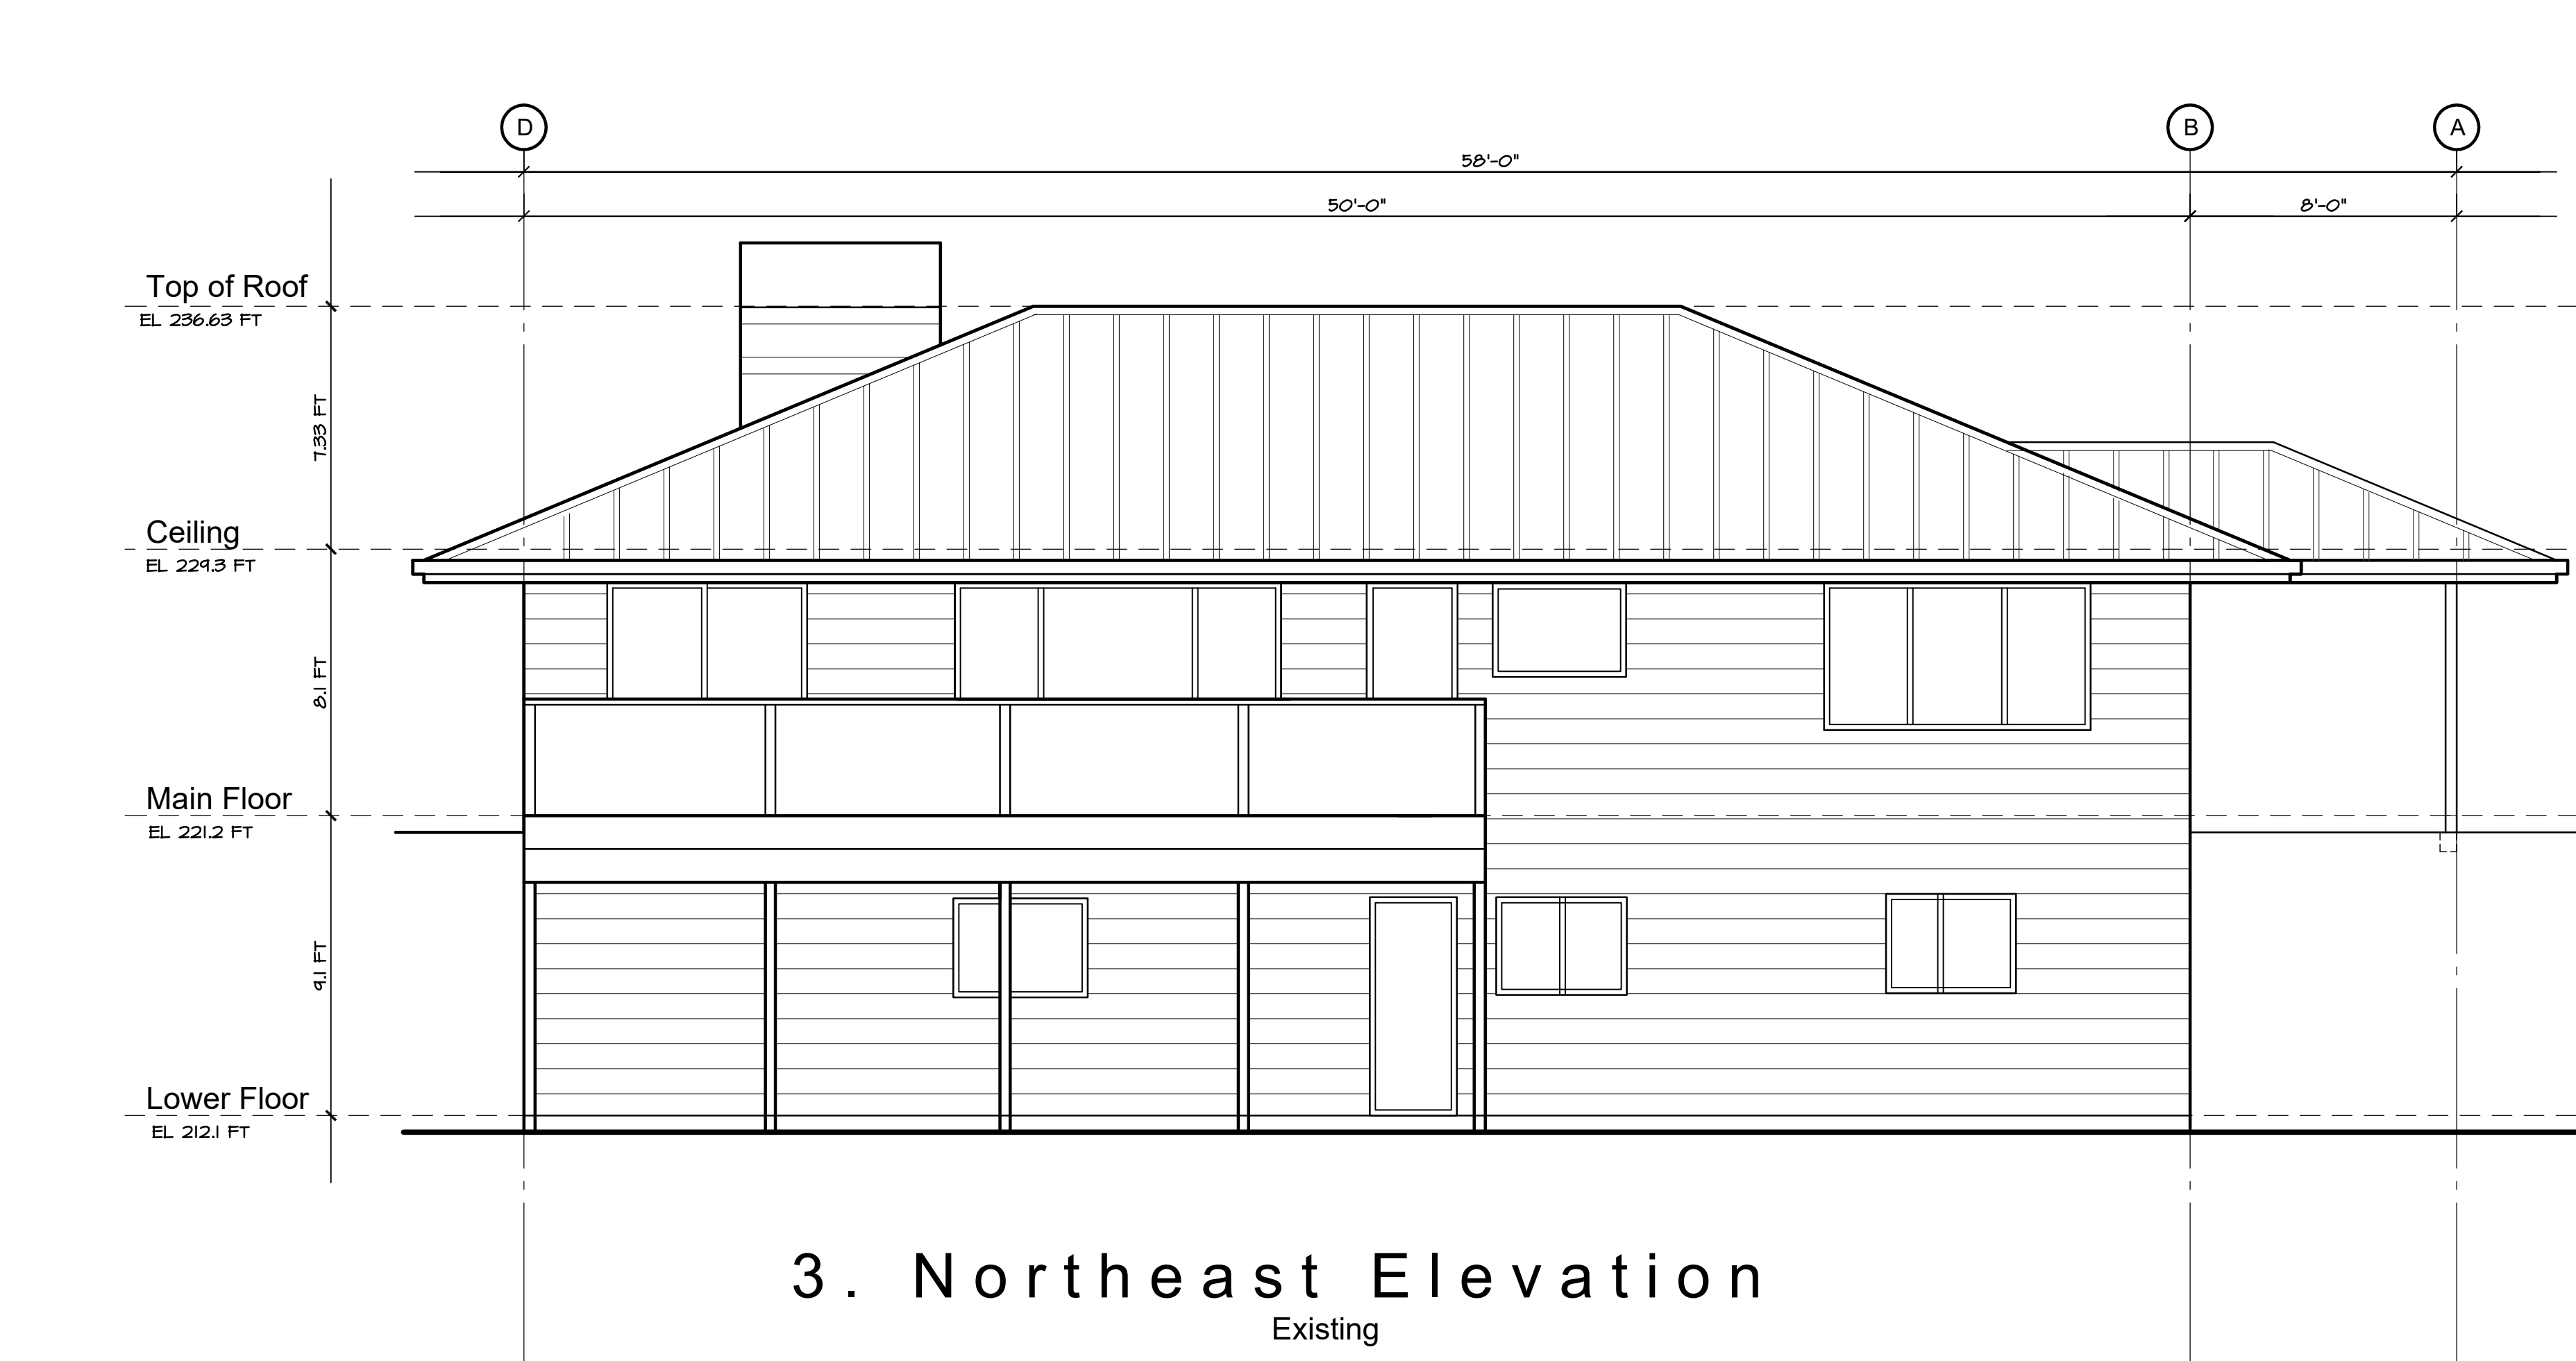 D
B
A
58'-0"
50'-0"
8'-0"
Top of Roof
EL 236.63 FT
7.33 FT
Ceiling
EL 229.3 FT
8.1 FT
Main Floor
EL 221.2 FT
9.1 FT
Lower Floor
EL 212.1 FT
3. Northeast Elevation
Existing